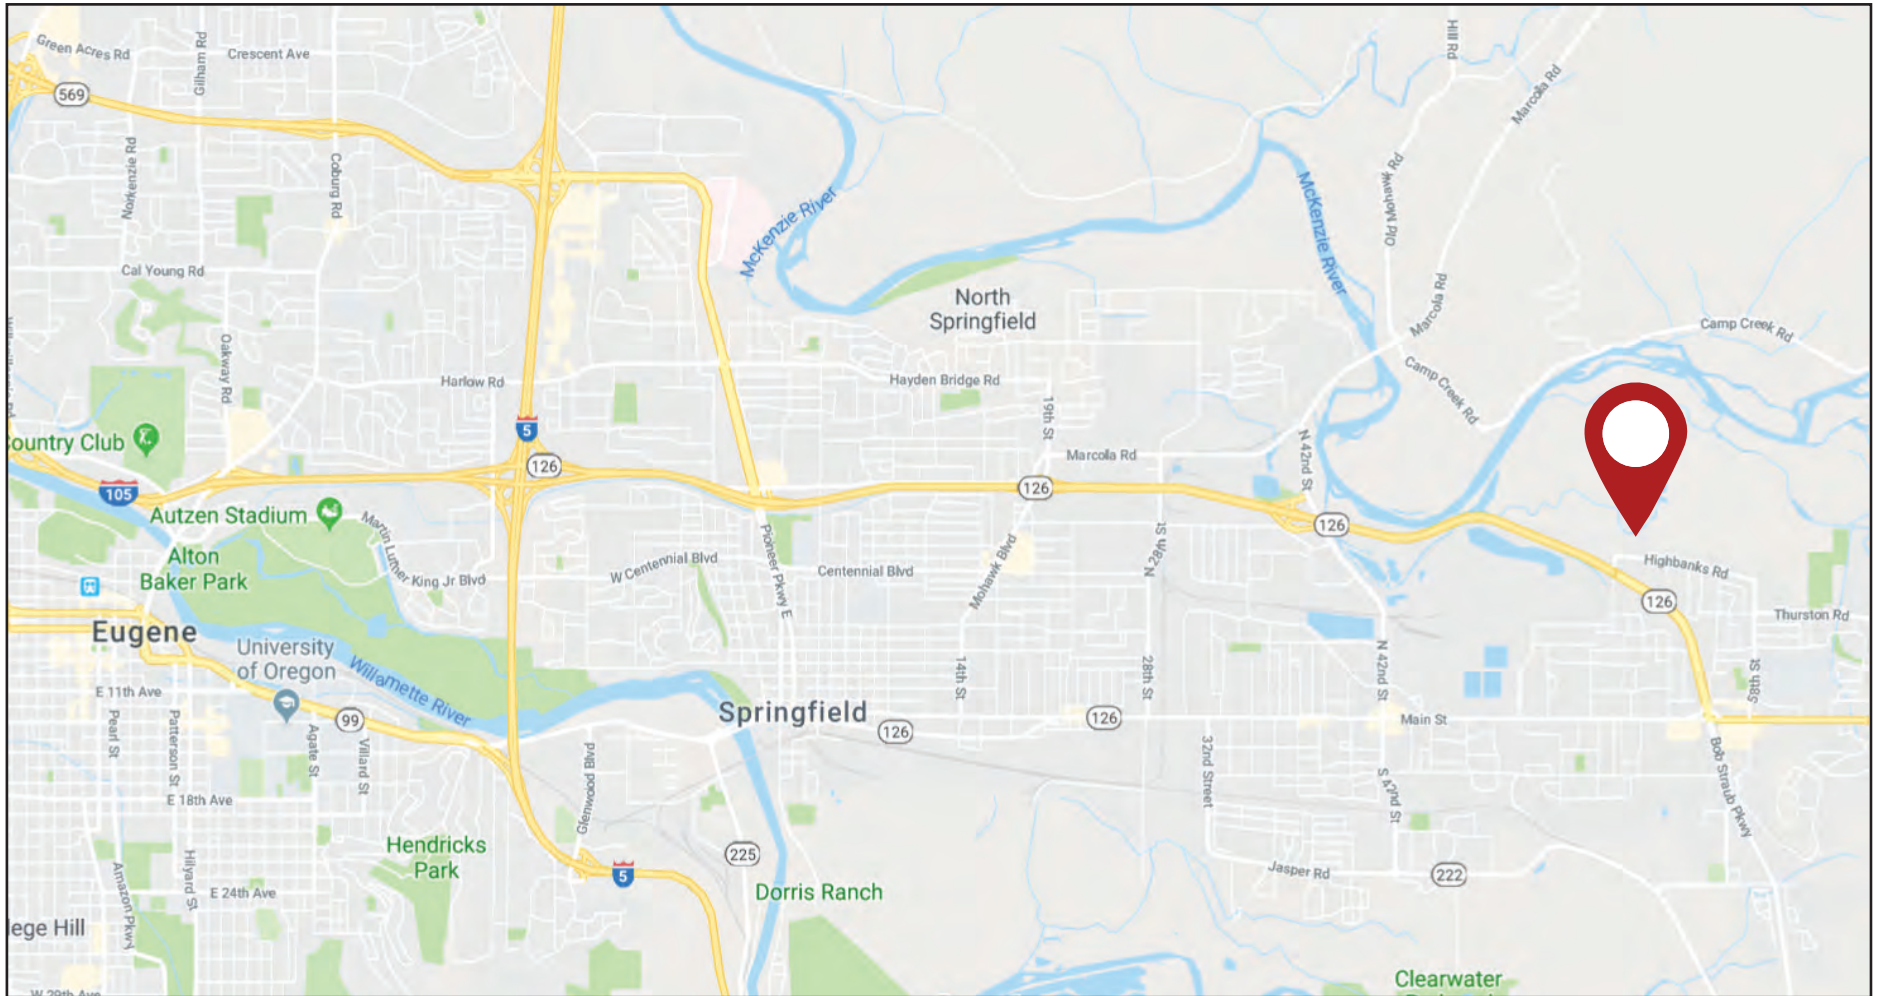 Green Acres Rd
Gilham Rd
Crescent Ave
Hill Rd
569
Marcola Rd
Norkenzie Rd
Coburg Rd
McKenzie River
McKenzie River
Old Mohawk Rd
Cal Young Rd
North
Springfield
Marcola Rd
Camp Creek Rd
Oakway Rd
Harlow Rd
Hayden Bridge Rd
Camp Creek Rd
19th St
5
ountry Club
126
Marcola Rd
N 42nd St
105
126
Autzen Stadium
Martin Luther King Jr Blvd
Pioneer Pkwy E
126
Alton
Baker Park
W Centennial Blvd
Centennial Blvd
Mohawk Blvd
N 28th St
Highbanks Rd
126
Thurston Rd
Eugene
University
of Oregon
Willamette River
14th St
28th St
N 42nd St
58th St
E 11th Ave
Pearl St
Patterson St
99
Agate St
Villard St
Springfield
126
126
Main St
Glenwood Blvd
32nd Street
S 42nd St
Bob Straub Pkwy
E 18th Ave
Hendricks
Park
225
5
Jasper Rd
222
Amazon Pkwy
Hilyard St
E 24th Ave
Dorris Ranch
lege Hill
Clearwater
W 29th Ave